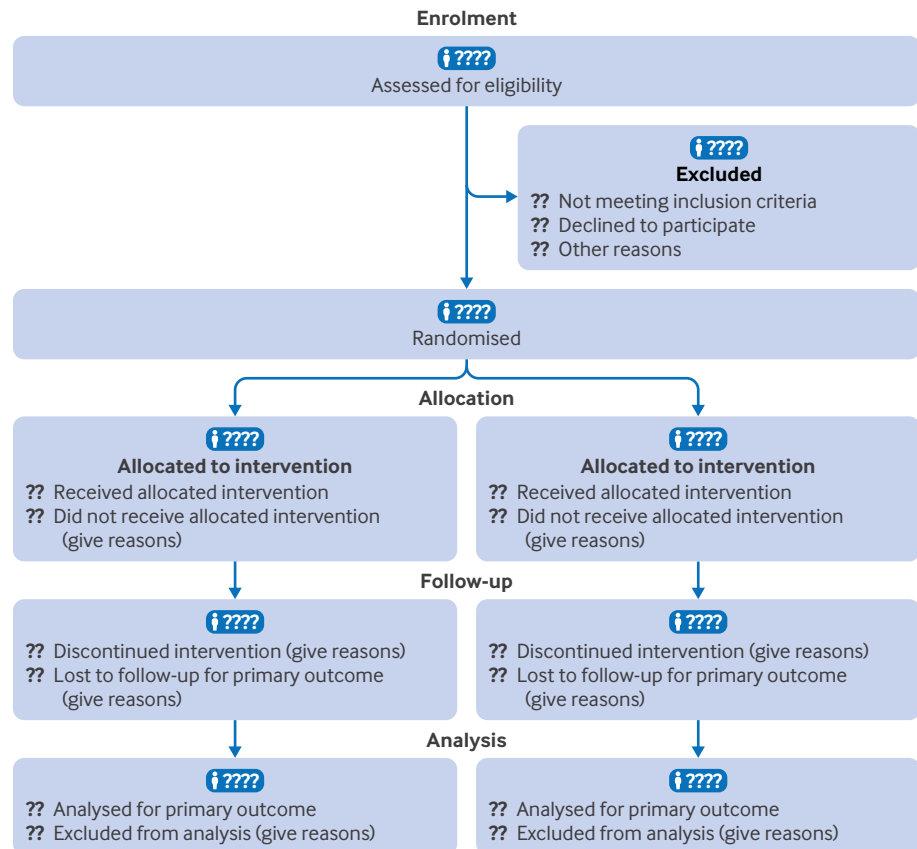 Enrolment
????
Assessed for eligibility
????
Excluded
?? Not meeting inclusion criteria
?? Declined to participate
?? Other reasons
????
Randomised
Allocation
????
Allocated to intervention
?? Received allocated intervention
?? Did not receive allocated intervention
(give reasons)
????
Allocated to intervention
?? Received allocated intervention
?? Did not receive allocated intervention
(give reasons)
Follow-up
????
?? Discontinued intervention (give reasons)
?? Lost to follow-up for primary outcome
(give reasons)
????
?? Discontinued intervention (give reasons)
?? Lost to follow-up for primary outcome
(give reasons)
Analysis
????
?? Analysed for primary outcome
?? Excluded from analysis (give reasons)
????
?? Analysed for primary outcome
?? Excluded from analysis (give reasons)